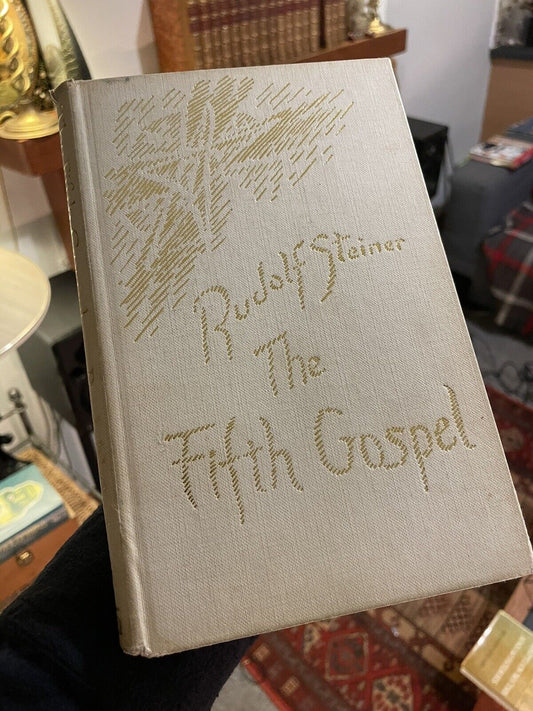 Rudolf Steiner
The
Fifth Gospel